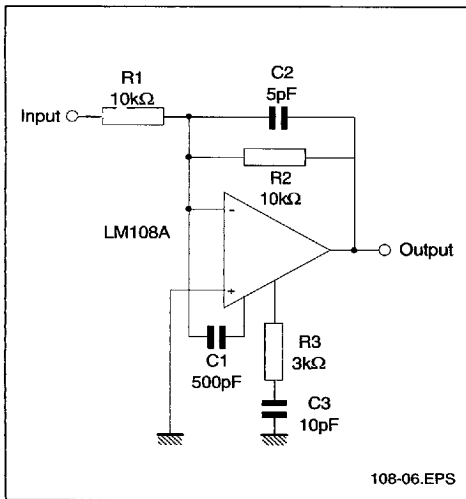 R1
10kΩ
C2
5pF
Input
R2
10kΩ
LM108A
-
+
Output
C1
500pF
R3
3kΩ
C3
10pF
108-06.EPS